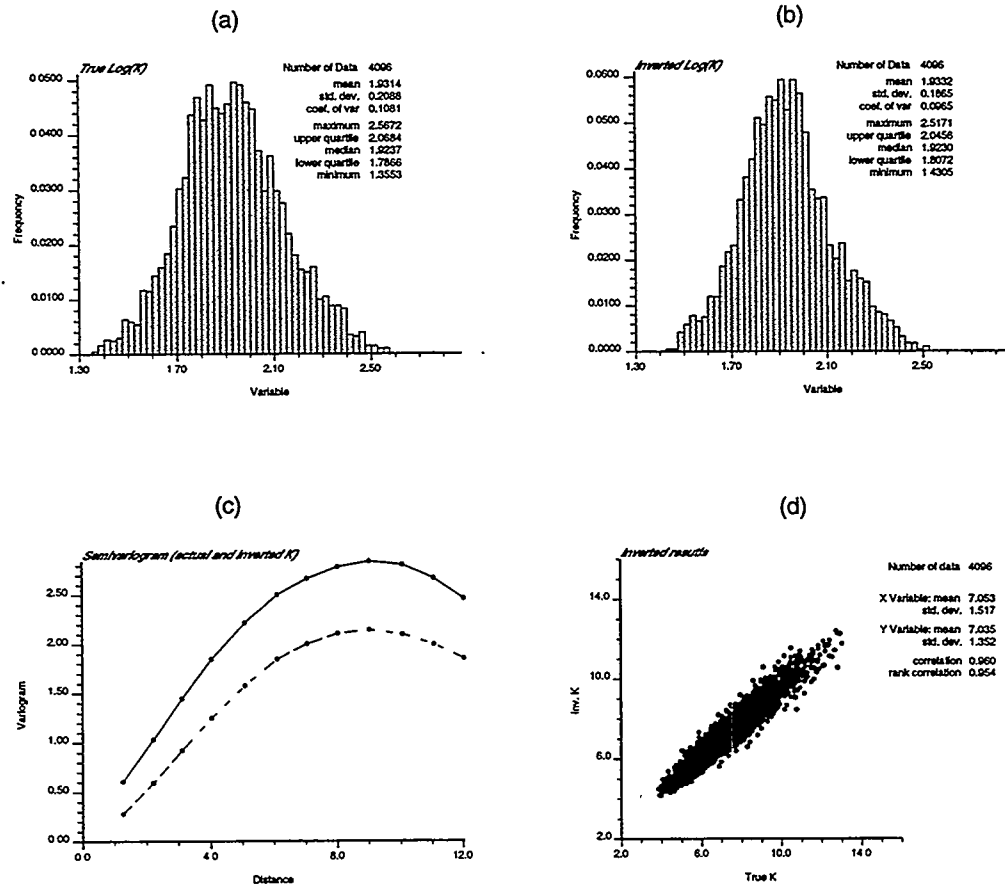 (a)
True Log(K)
Number of Data 4096
mean 1.9314
std. dev. 0.2088
coef. of var 0.1081
maximum 2.5672
upper quartile 2.0684
median 1.9237
lower quartile 1.7866
minimum 1.3553
Frequency
0.0500
0.0400
0.0300
0.0200
0.0100
0.0000
1.30 1.70 2.10 2.50
Variable
(b)
Inverted Log(K)
Number of Data 4096
mean 1.9332
std. dev. 0.1865
coef. of var 0.0965
maximum 2.5171
upper quartile 2.0456
median 1.9230
lower quartile 1.8072
minimum 1 4305
Frequency
0.0600
0.0500
0.0400
0.0300
0.0200
0.0100
0.0000
1.30 1.70 2.10 2.50
Variable
(c)
Semivariogram (actual and inverted K)
Variogram
2.50
2.00
1.50
1.00
0.50
0.00
0.0 4.0 8.0 12.0
Distance
(d)
Inverted results
Number of data 4096
X Variable: mean 7.053
std. dev. 1.517
Y Variable: mean 7.035
std. dev. 1.352
correlation 0.960
rank correlation 0.954
Inv. K
14.0
10.0
6.0
2.0
2.0 6.0 10.0 14.0
True K